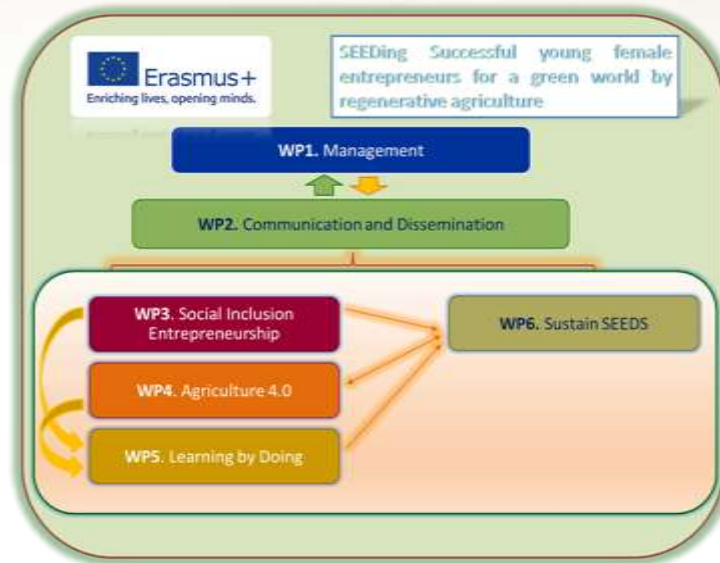 Erasmus+
Enriching lives, opening minds.
SEEDing Successful young female
entrepreneurs for a green world by
regenerative agriculture
WP1. Management
WP2. Communication and Dissemination
WP3. Social Inclusion
Entrepreneurship
WP6. Sustain SEEDS
WP4. Agriculture 4.0
WP5. Learning by Doing